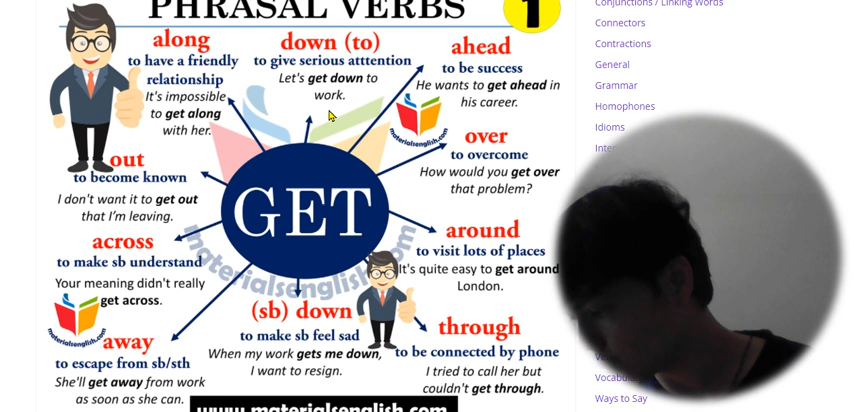 PHRASAL VERBS
1
along
to have a friendly
relationship
It's impossible
to get along
with her.
down (to)
to give serious atttention
Let's get down to
work.
ahead
to be success
He wants to get ahead in
his career.
materialsenglish.com
out
to become known
I don't want it to get out
that I'm leaving.
over
to overcome
How would you get over
that problem?
GET
across
to make sb understand
Your meaning didn't really
get across.
around
to visit lots of places
It's quite easy to get around
London.
materialsenglish.com
materialsenglish.com
away
to escape from sb/sth
She'll get away from work
as soon as she can.
(sb) down
to make sb feel sad
When my work gets me down,
I want to resign.
through
to be connected by phone
I tried to call her but
couldn't get through.
www.materialsenglish.com
Conjunctions / Linking Words
Connectors
Contractions
General
Grammar
Homophones
Idioms
Ways to Say